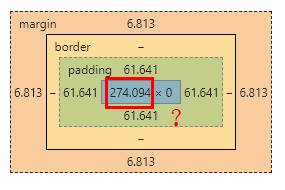 margin 6.813
border –
padding 61.641
6.813 – 61.641 274.094 × 0 61.641 – 6.813
61.641 ?
–
6.813